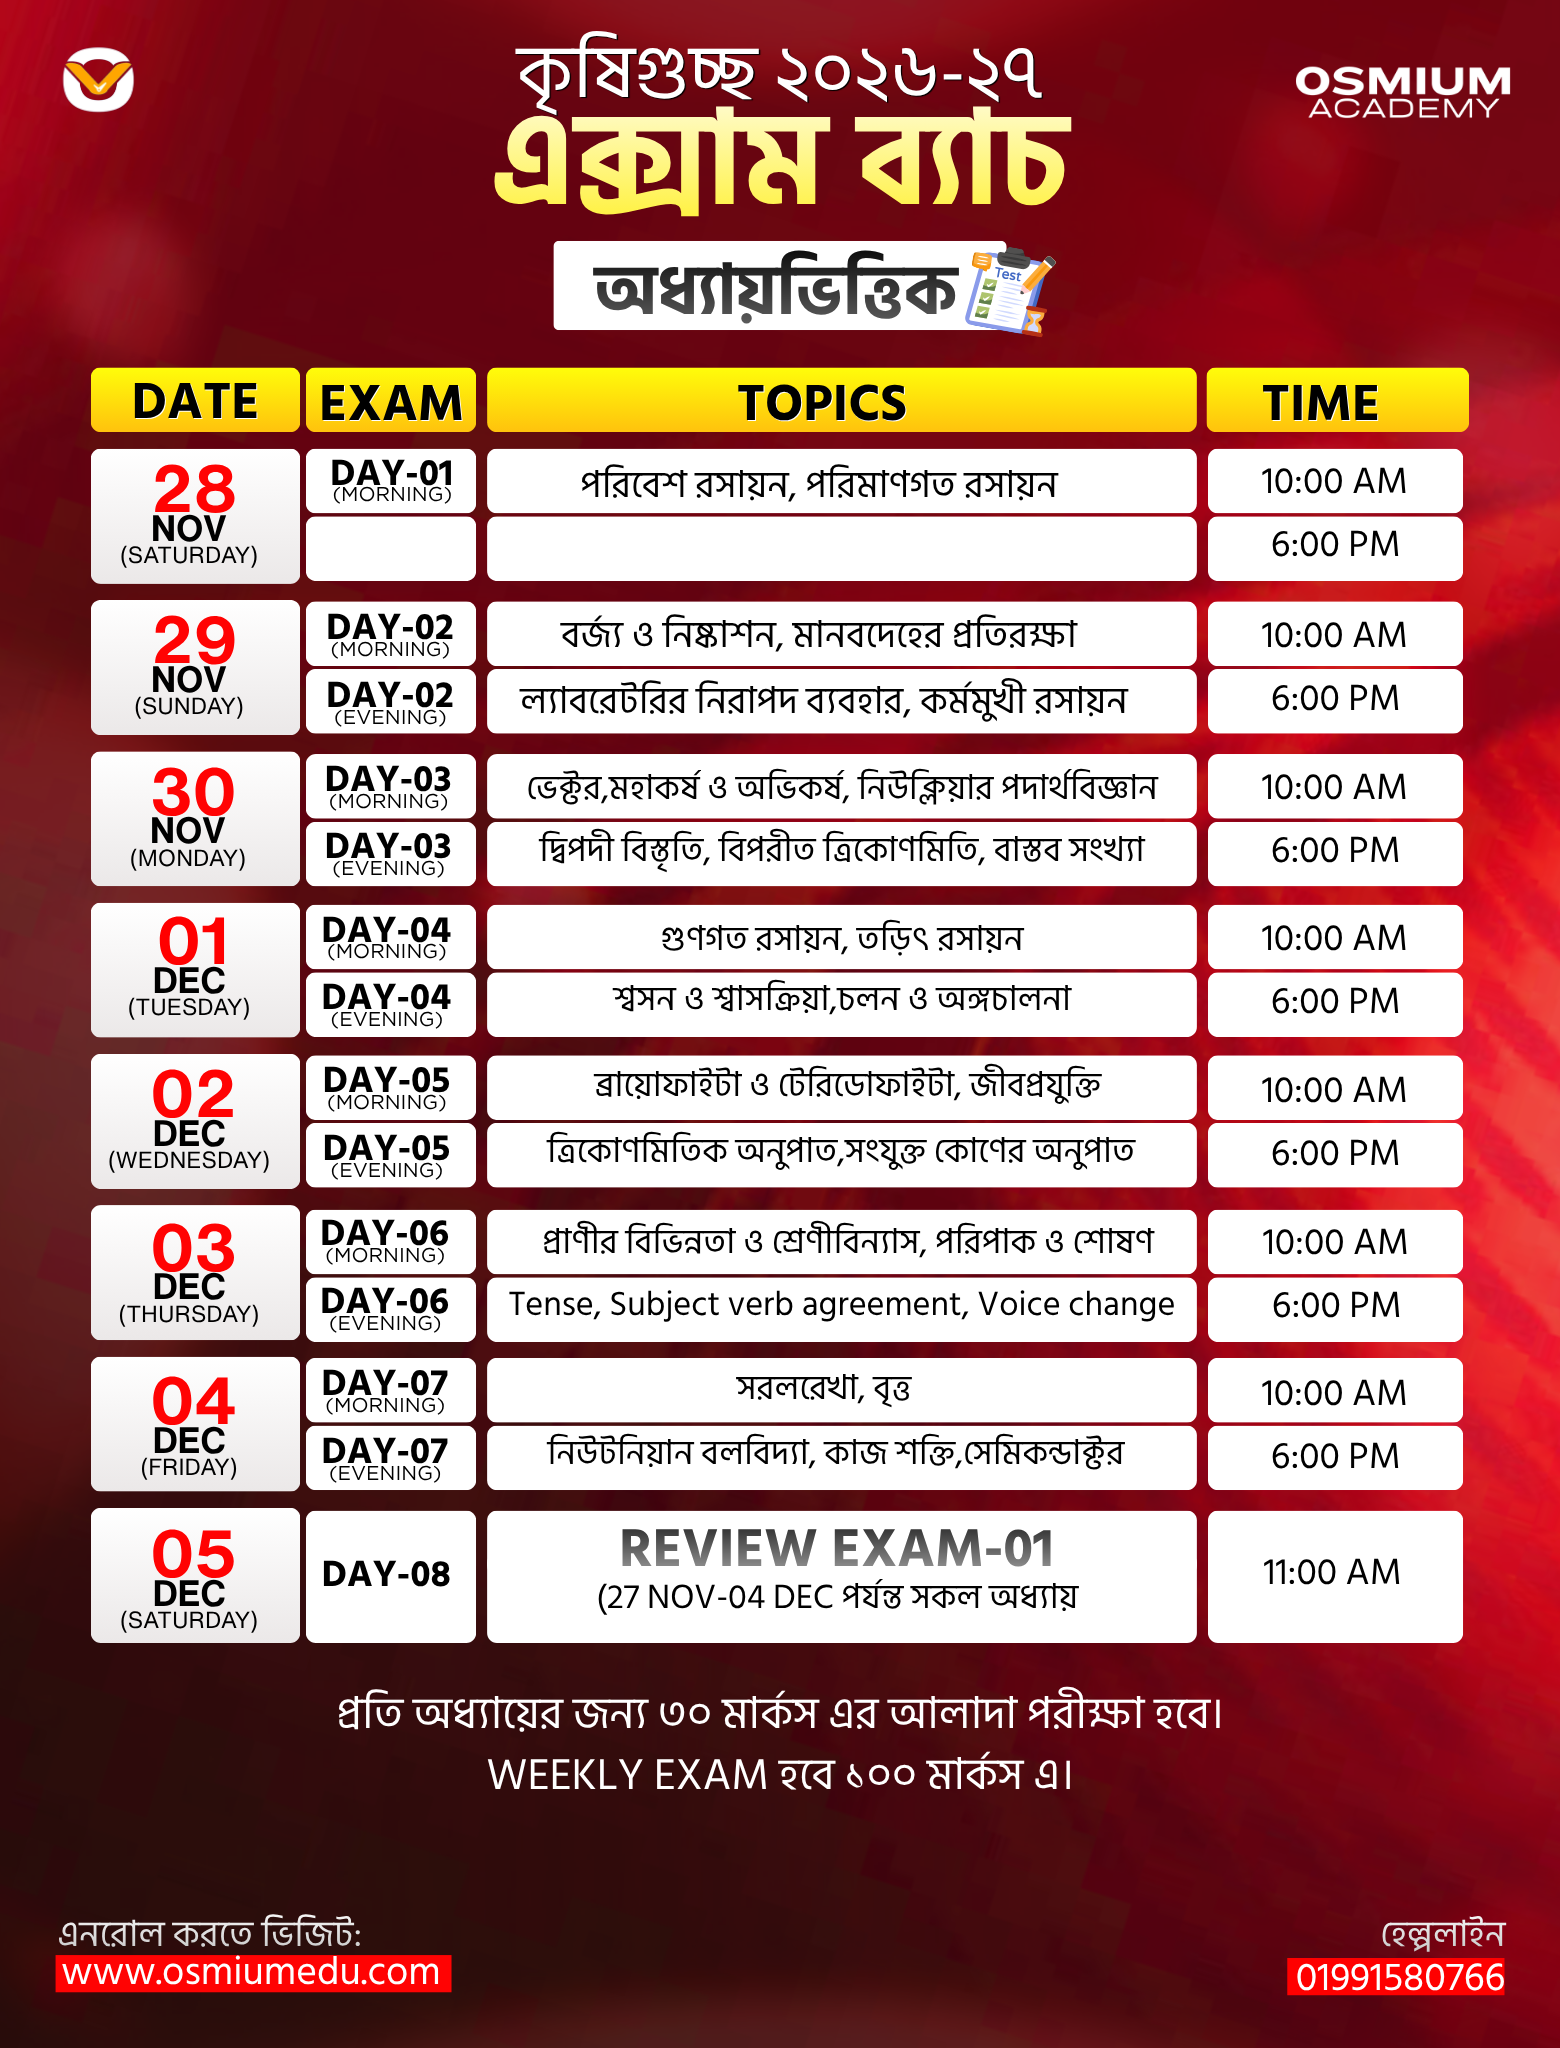 কৃষিগুচ্ছ ২০২৬-২৭
OSMIUM
ACADEMY
এক্সাম ব্যাচ
অধ্যায়ভিত্তিক
Test
DATE EXAM TOPICS TIME
28
NOV
(SATURDAY)
DAY-01
(MORNING)
পরিবেশ রসায়ন, পরিমাণগত রসায়ন
10:00 AM
6:00 PM
29
NOV
(SUNDAY)
DAY-02
(MORNING)
বর্জ্য ও নিষ্কাশন, মানবদেহের প্রতিরক্ষা
10:00 AM
DAY-02
(EVENING)
ল্যাবরেটরির নিরাপদ ব্যবহার, কর্মমুখী রসায়ন
6:00 PM
30
NOV
(MONDAY)
DAY-03
(MORNING)
ভেক্টর,মহাকর্ষ ও অভিকর্ষ, নিউক্লিয়ার পদার্থবিজ্ঞান
10:00 AM
DAY-03
(EVENING)
দ্বিপদী বিস্তৃতি, বিপরীত ত্রিকোণমিতি, বাস্তব সংখ্যা
6:00 PM
01
DEC
(TUESDAY)
DAY-04
(MORNING)
গুণগত রসায়ন, তড়িৎ রসায়ন
10:00 AM
DAY-04
(EVENING)
শ্বসন ও শ্বাসক্রিয়া,চলন ও অঙ্গচালনা
6:00 PM
02
DEC
(WEDNESDAY)
DAY-05
(MORNING)
ব্রায়োফাইটা ও টেরিডোফাইটা, জীবপ্রযুক্তি
10:00 AM
DAY-05
(EVENING)
ত্রিকোণমিতিক অনুপাত,সংযুক্ত কোণের অনুপাত
6:00 PM
03
DEC
(THURSDAY)
DAY-06
(MORNING)
প্রাণীর বিভিন্নতা ও শ্রেণীবিন্যাস, পরিপাক ও শোষণ
10:00 AM
DAY-06
(EVENING)
Tense, Subject verb agreement, Voice change
6:00 PM
04
DEC
(FRIDAY)
DAY-07
(MORNING)
সরলরেখা, বৃত্ত
10:00 AM
DAY-07
(EVENING)
নিউটনিয়ান বলবিদ্যা, কাজ শক্তি,সেমিকন্ডাক্টর
6:00 PM
05
DEC
(SATURDAY)
DAY-08
REVIEW EXAM-01
(27 NOV-04 DEC পর্যন্ত সকল অধ্যায়
11:00 AM
প্রতি অধ্যায়ের জন্য ৩০ মার্কস এর আলাদা পরীক্ষা হবে।
WEEKLY EXAM হবে ১০০ মার্কস এ।
এনরোল করতে ভিজিট:
www.osmiumedu.com
হেল্পলাইন
01991580766